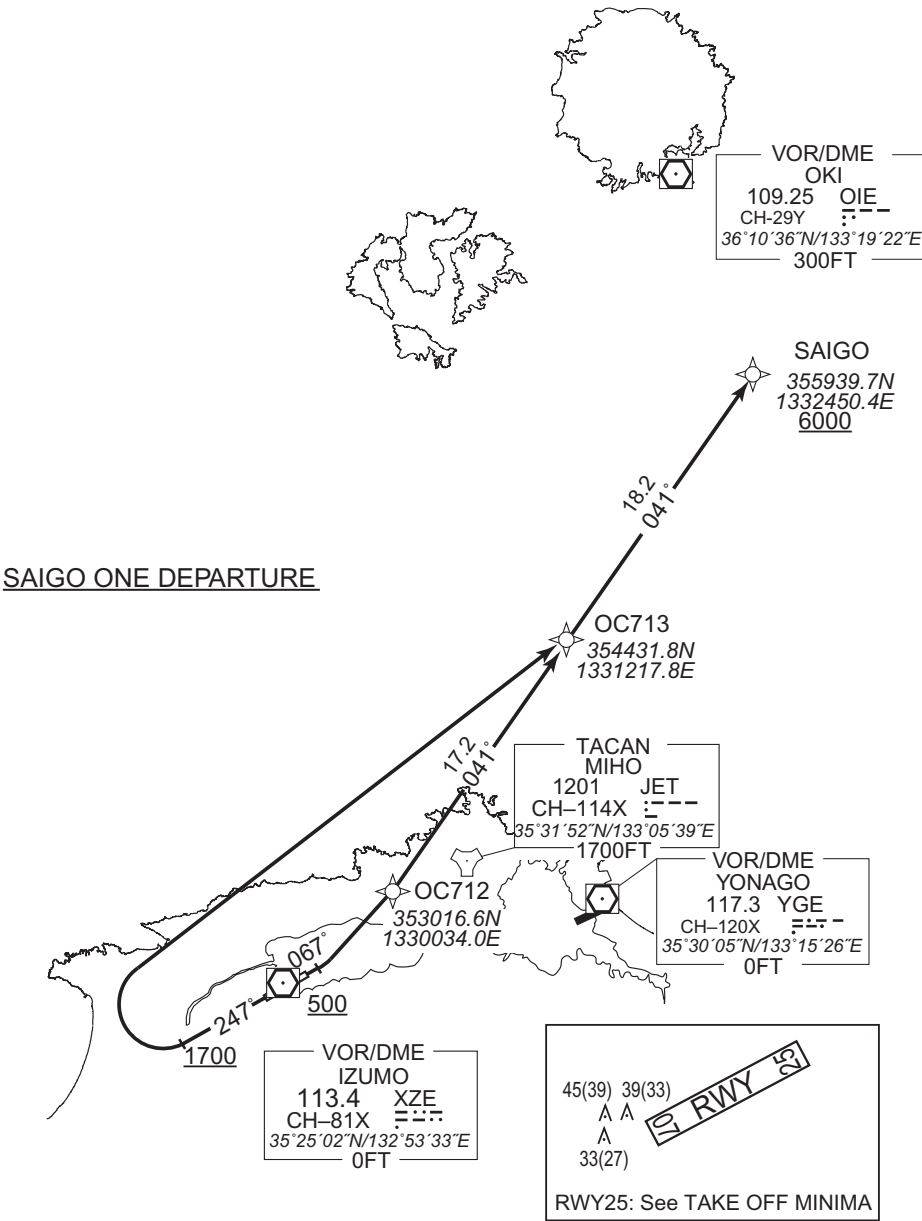 VOR/DME
OKI
109.25 OIE
CH-29Y
36°10´36˝N/133°19´22˝E
300FT
SAIGO
355939.7N
1332450.4E
6000
18.2
041°
SAIGO ONE DEPARTURE
OC713
354431.8N
1331217.8E
17.2
041°
TACAN
MIHO
1201 JET
CH–114X
35°31´52˝N/133°05´39˝E
1700FT
VOR/DME
YONAGO
117.3 YGE
CH–120X
35°30´05˝N/133°15´26˝E
0FT
OC712
353016.6N
1330034.0E
067°
500
247°
1700
VOR/DME
IZUMO
113.4 XZE
CH–81X
35°25´02˝N/132°53´33˝E
0FT
45(39) 39(33)
33(27)
07 RWY 25
RWY25: See TAKE OFF MINIMA